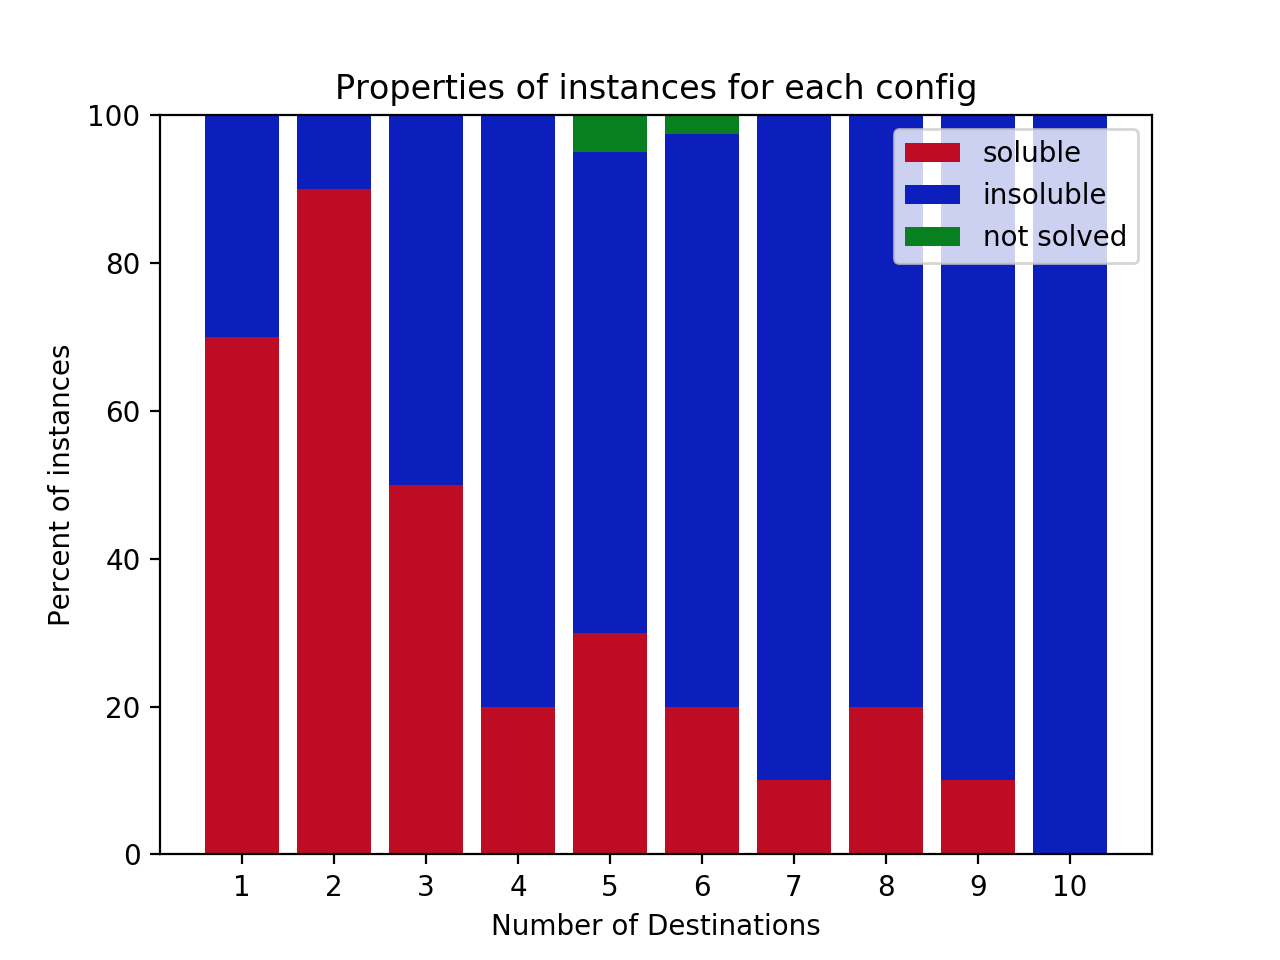 Properties of instances for each config
100
80
60
40
20
0
Percent of instances
soluble
insoluble
not solved
1 2 3 4 5 6 7 8 9 10
Number of Destinations